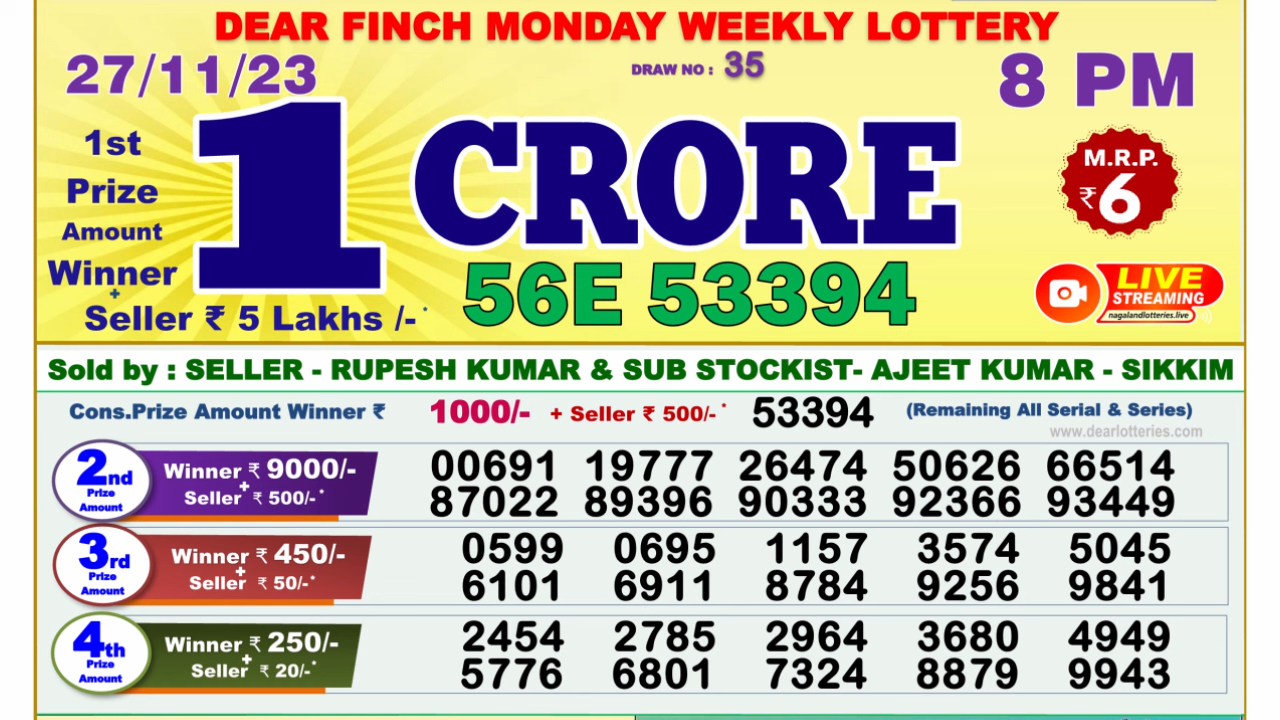 DEAR FINCH MONDAY WEEKLY LOTTERY
27/11/23
DRAW NO : 35
8 PM
1st
Prize
Amount
Winner
+
Seller ₹ 5 Lakhs /-*
1 CRORE
56E 53394
M.R.P.
₹6
LIVE
STREAMING
nagalandlotteries.live
Sold by : SELLER - RUPESH KUMAR & SUB STOCKIST- AJEET KUMAR - SIKKIM
Cons.Prize Amount Winner ₹ 1000/- + Seller ₹ 500/-* 53394 (Remaining All Serial & Series)
www.dearlotteries.com
2nd
Prize
Amount
Winner ₹ 9000/-
+
Seller ₹ 500/-*
00691 19777 26474 50626 66514
87022 89396 90333 92366 93449
3rd
Prize
Amount
Winner ₹ 450/-
+
Seller ₹ 50/-*
0599 0695 1157 3574 5045
6101 6911 8784 9256 9841
4th
Prize
Amount
Winner ₹ 250/-
+
Seller ₹ 20/-*
2454 2785 2964 3680 4949
5776 6801 7324 8879 9943